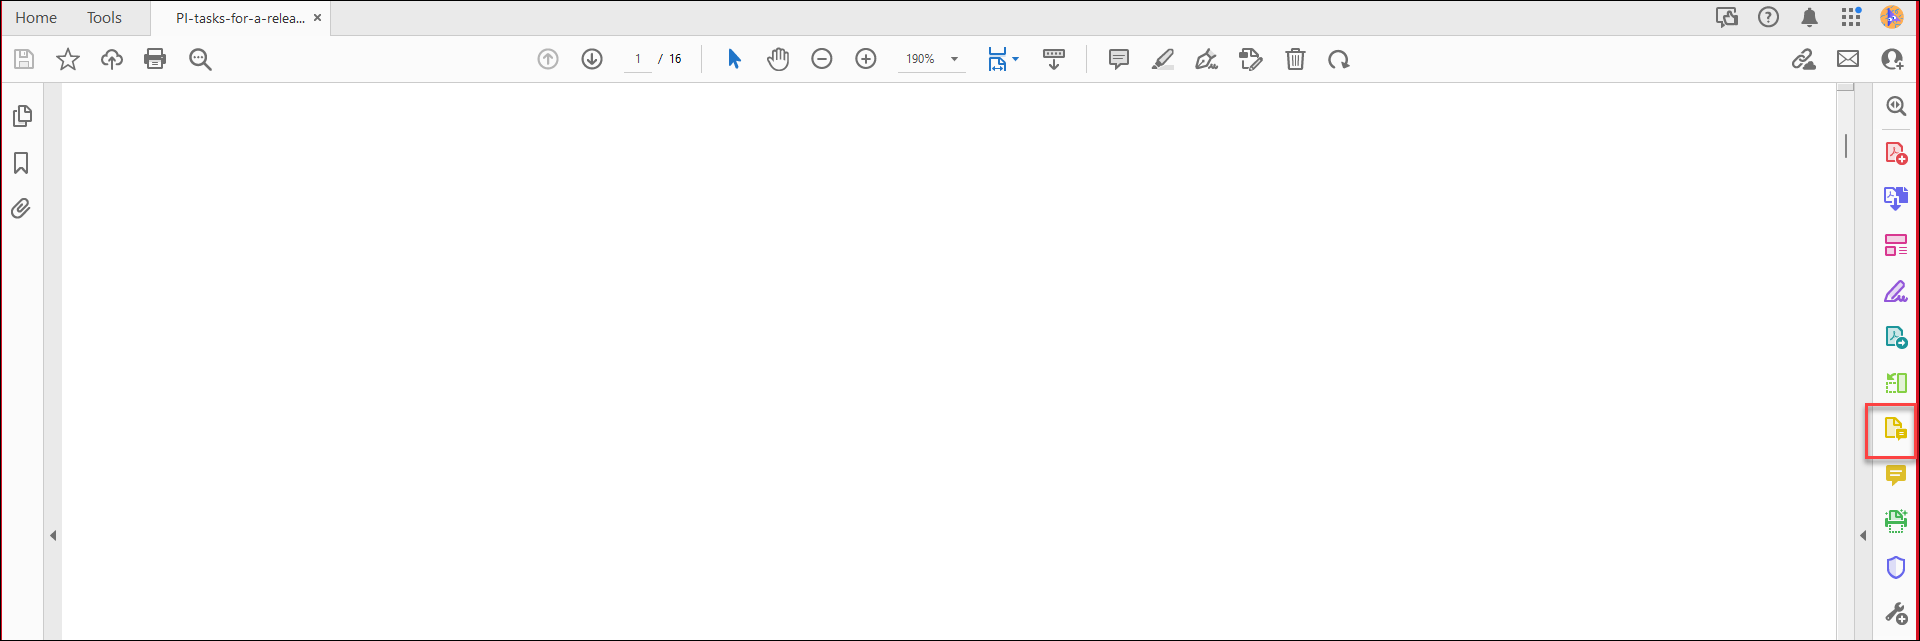 Home Tools PI-tasks-for-a-relea... ×
1 / 16 190%